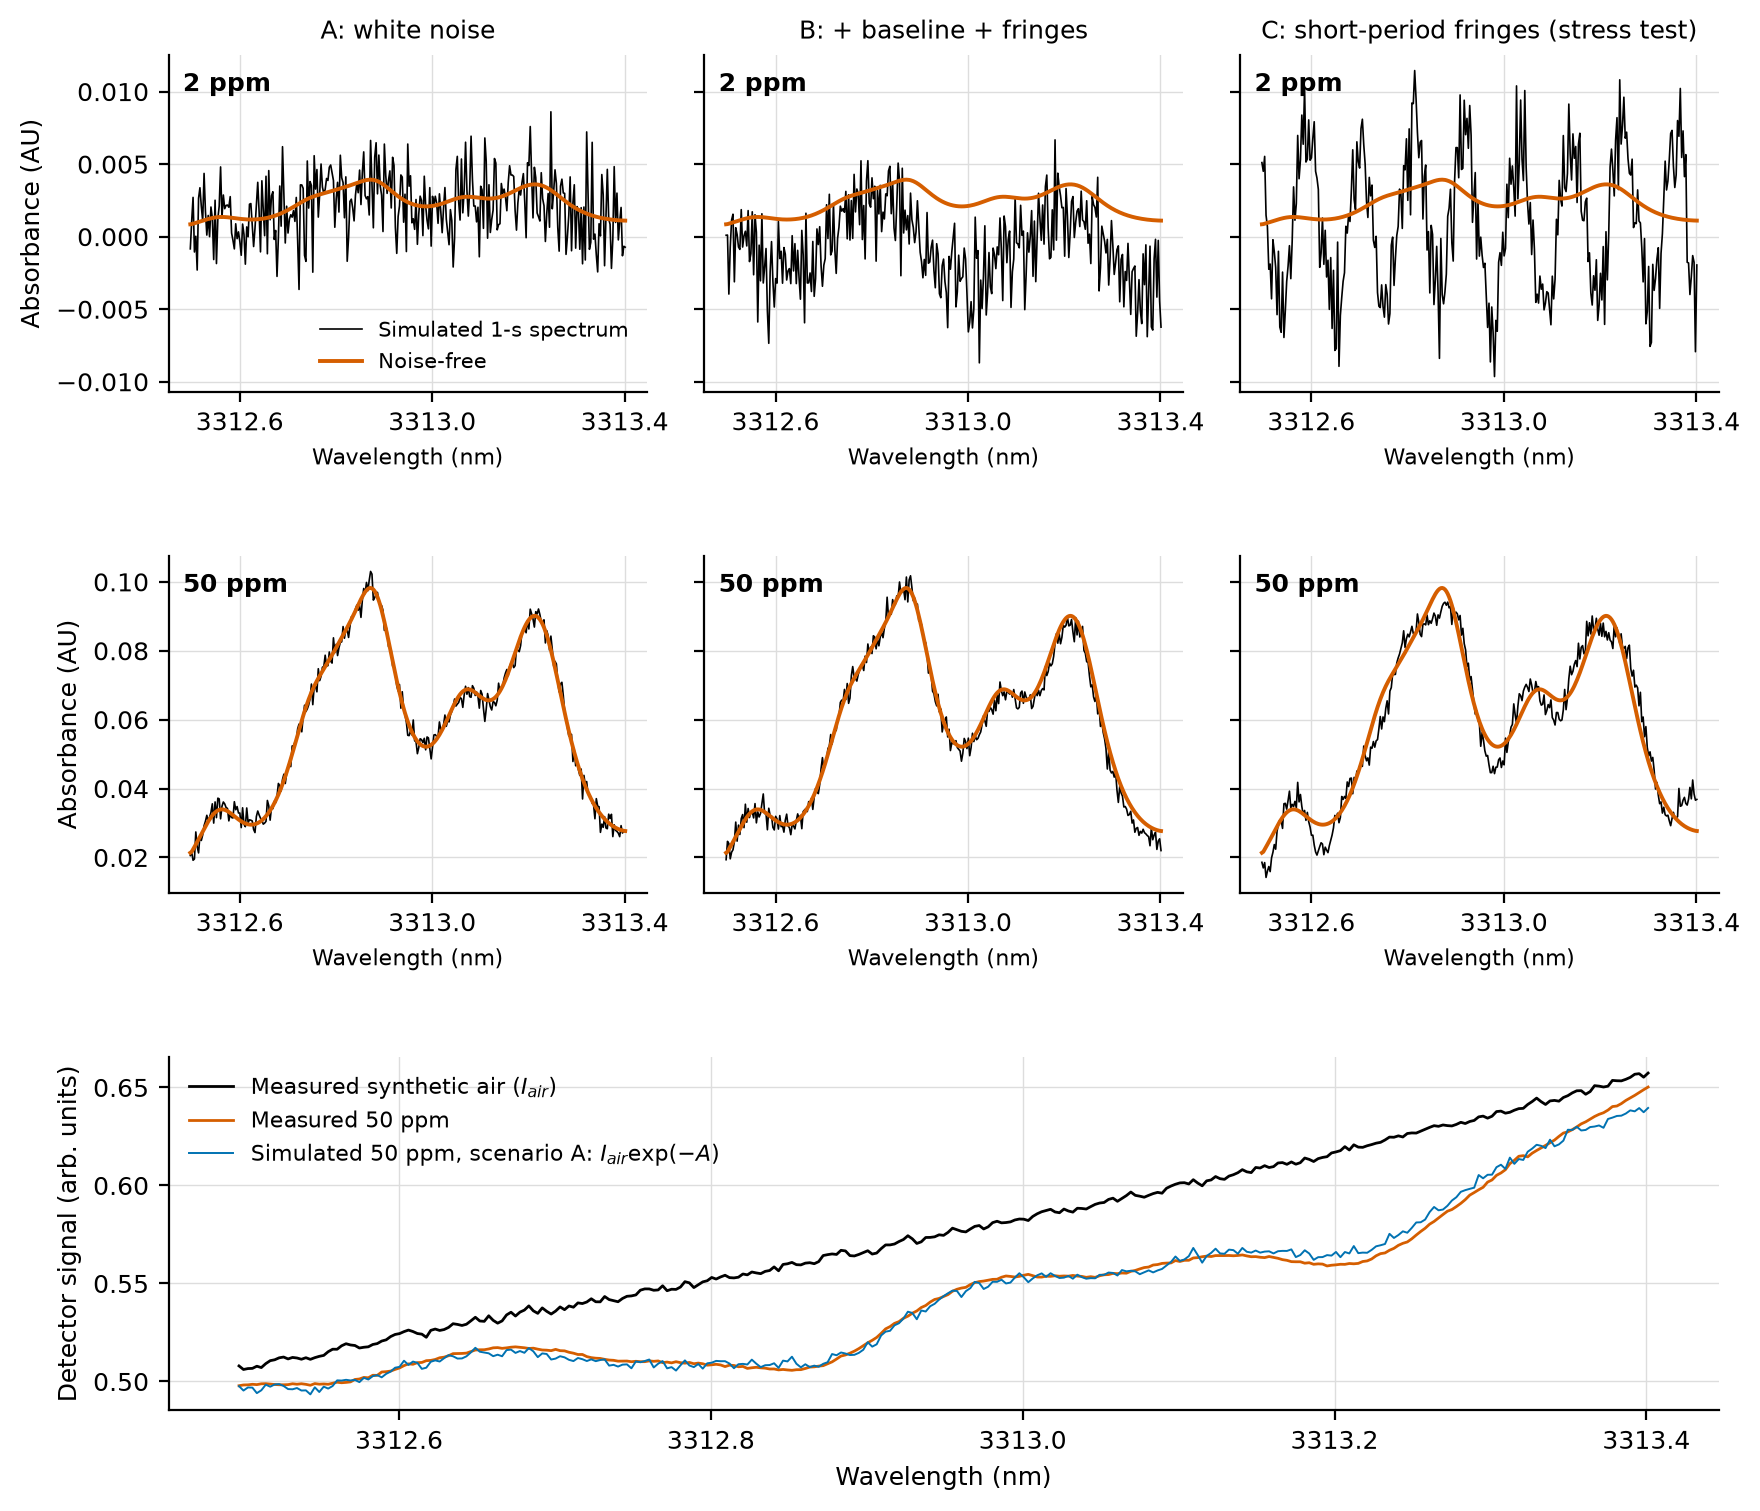 A: white noise
B: + baseline + fringes
C: short-period fringes (stress test)
Absorbance (AU)
0.010
0.005
0.000
−0.005
−0.010
2 ppm
Simulated 1-s spectrum
Noise-free
3312.6 3313.0 3313.4
Wavelength (nm)
2 ppm
3312.6 3313.0 3313.4
Wavelength (nm)
2 ppm
3312.6 3313.0 3313.4
Wavelength (nm)
Absorbance (AU)
0.10
0.08
0.06
0.04
0.02
50 ppm
3312.6 3313.0 3313.4
Wavelength (nm)
50 ppm
3312.6 3313.0 3313.4
Wavelength (nm)
50 ppm
3312.6 3313.0 3313.4
Wavelength (nm)
Detector signal (arb. units)
0.65
0.60
0.55
0.50
Measured synthetic air (I_air)
Measured 50 ppm
Simulated 50 ppm, scenario A: I_air exp(−A)
3312.6 3312.8 3313.0 3313.2 3313.4
Wavelength (nm)